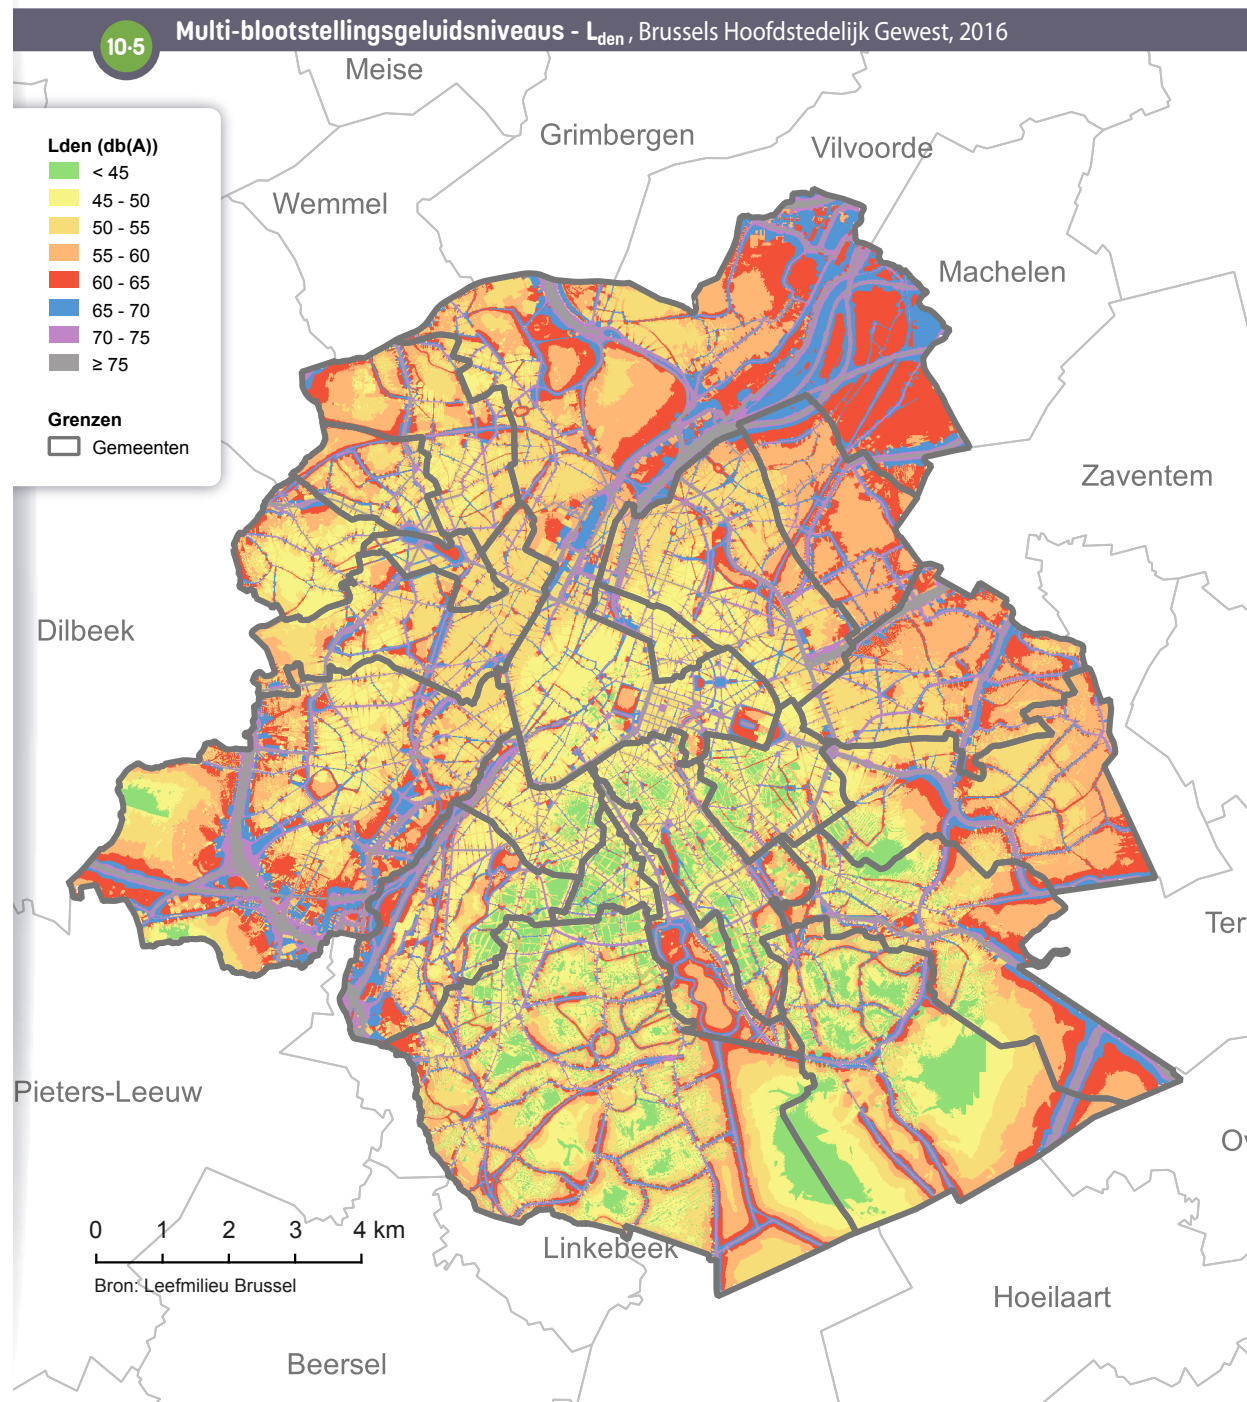 10·5
Multi-blootstellingsgeluidsniveaus - Lden , Brussels Hoofdstedelijk Gewest, 2016
Meise
Grimbergen
Vilvoorde
Lden (db(A))
< 45
45 - 50
50 - 55
55 - 60
60 - 65
65 - 70
70 - 75
≥ 75
Grenzen
Gemeenten
Wemmel
Machelen
Zaventem
Dilbeek
Ter
Pieters-Leeuw
Ov
0 1 2 3 4 km
Bron: Leefmilieu Brussel
Linkebeek
Hoeilaart
Beersel